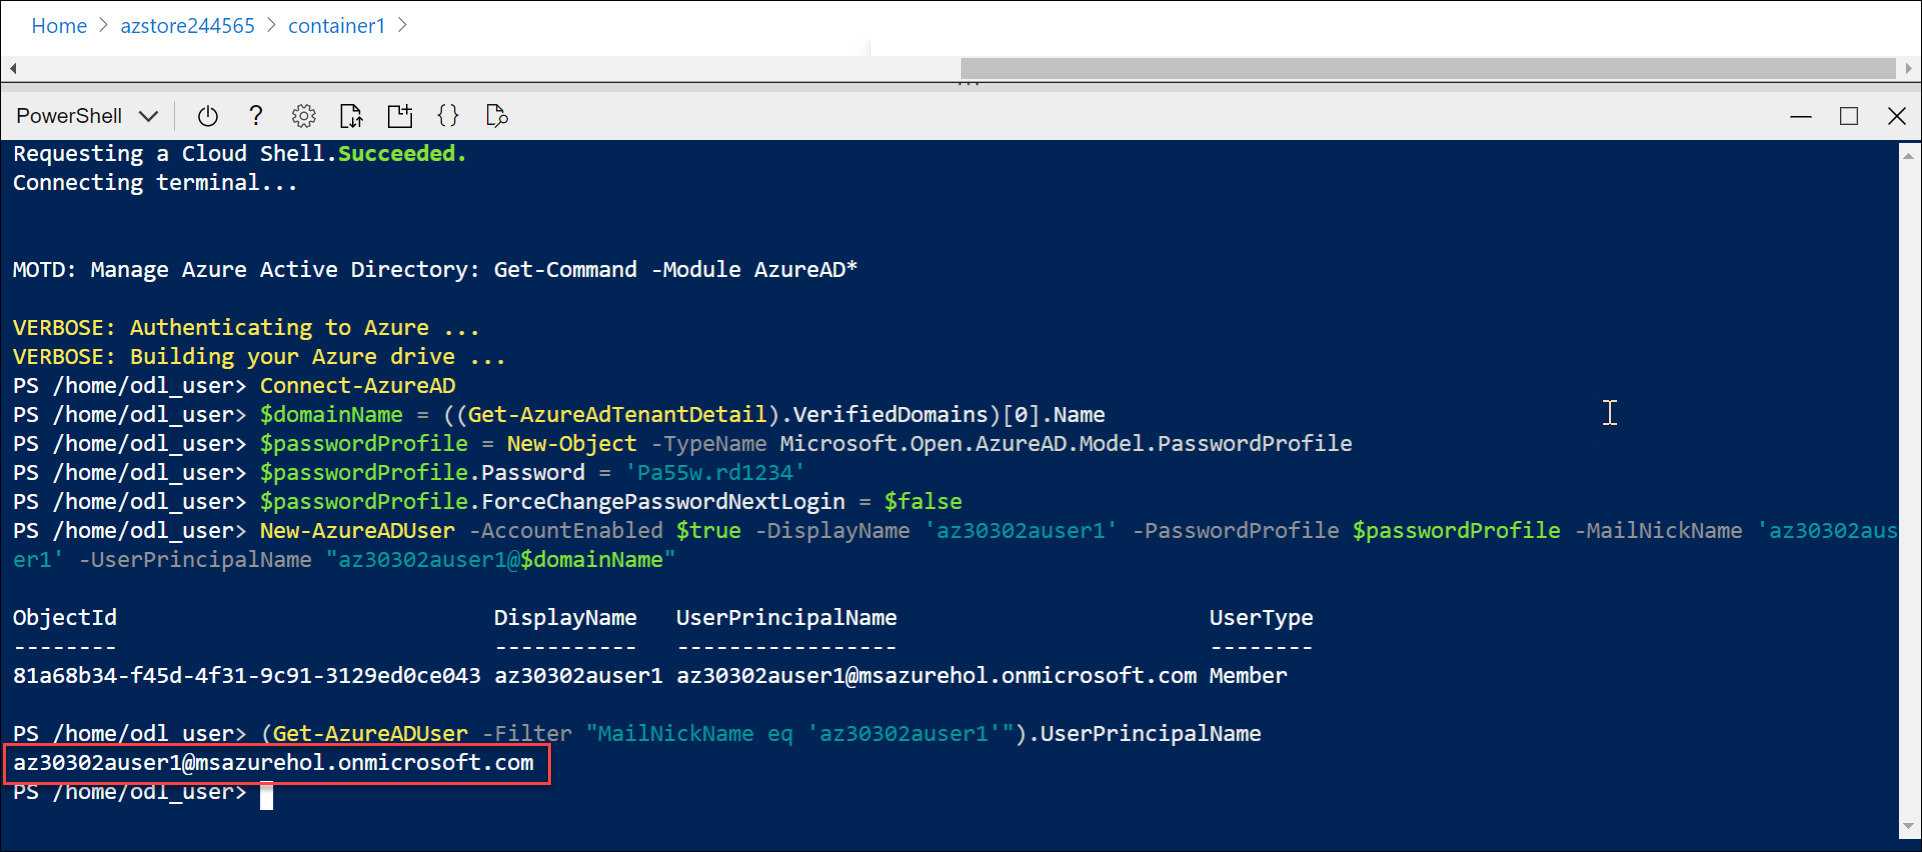 Home > azstore244565 > container1 >
PowerShell
Requesting a Cloud Shell.Succeeded.
Connecting terminal...
MOTD: Manage Azure Active Directory: Get-Command -Module AzureAD*
VERBOSE: Authenticating to Azure ...
VERBOSE: Building your Azure drive ...
PS /home/odl_user> Connect-AzureAD
PS /home/odl_user> $domainName = ((Get-AzureAdTenantDetail).VerifiedDomains)[0].Name
PS /home/odl_user> $passwordProfile = New-Object -TypeName Microsoft.Open.AzureAD.Model.PasswordProfile
PS /home/odl_user> $passwordProfile.Password = 'Pa55w.rd1234'
PS /home/odl_user> $passwordProfile.ForceChangePasswordNextLogin = $false
PS /home/odl_user> New-AzureADUser -AccountEnabled $true -DisplayName 'az30302auser1' -PasswordProfile $passwordProfile -MailNickName 'az30302aus
er1' -UserPrincipalName "az30302auser1@$domainName"
ObjectId DisplayName UserPrincipalName UserType
-------- ----------- ----------------- --------
81a68b34-f45d-4f31-9c91-3129ed0ce043 az30302auser1 az30302auser1@msazurehol.onmicrosoft.com Member
PS /home/odl_user> (Get-AzureADUser -Filter "MailNickName eq 'az30302auser1'").UserPrincipalName
az30302auser1@msazurehol.onmicrosoft.com
PS /home/odl_user>